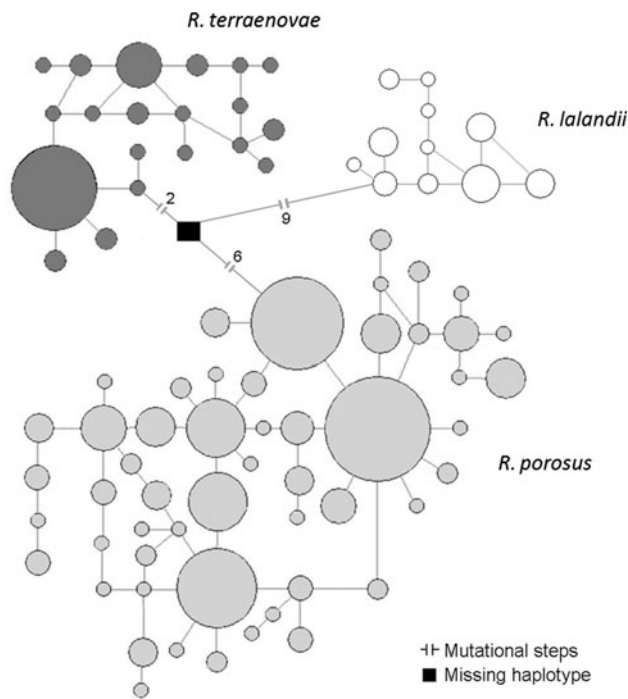 R. terraenovae
R. lalandii
2
9
6
R. porosus
Mutational steps
Missing haplotype